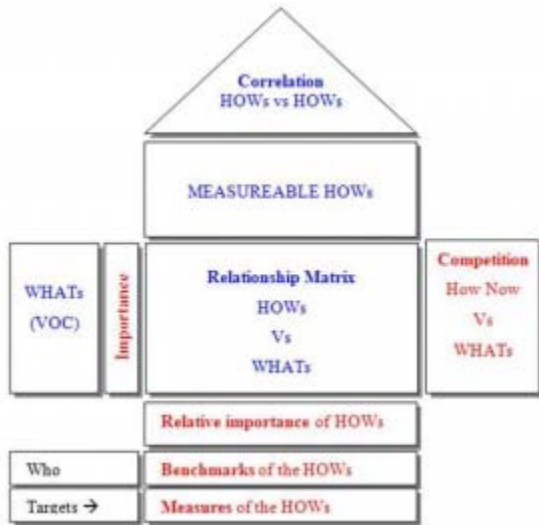 Correlation
HOWs vs HOWs
MEASUREABLE HOWs
WHATs
(VOC)
Importance
Relationship Matrix
HOWs
Vs
WHATs
Competition
How Now
Vs
WHATs
Relative importance of HOWs
Who
Benchmarks of the HOWs
Targets →
Measures of the HOWs